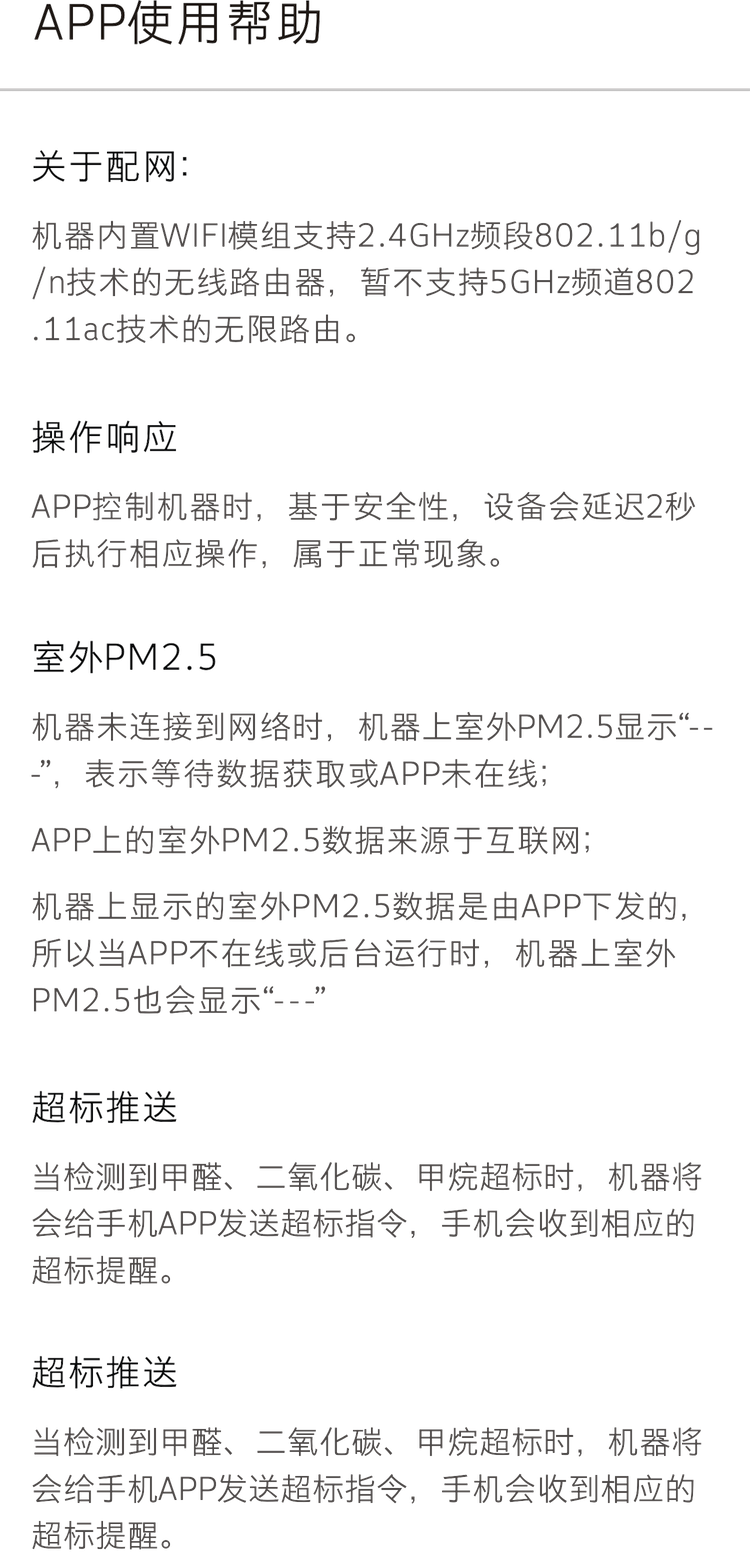 APP使用帮助
关于配网:
机器内置WIFI模组支持2.4GHz频段802.11b/g
/n技术的无线路由器，暂不支持5GHz频道802
.11ac技术的无限路由。
操作响应
APP控制机器时，基于安全性，设备会延迟2秒
后执行相应操作，属于正常现象。
室外PM2.5
机器未连接到网络时，机器上室外PM2.5显示“--
-”，表示等待数据获取或APP未在线;
APP上的室外PM2.5数据来源于互联网;
机器上显示的室外PM2.5数据是由APP下发的，
所以当APP不在线或后台运行时，机器上室外
PM2.5也会显示“---”
超标推送
当检测到甲醛、二氧化碳、甲烷超标时，机器将
会给手机APP发送超标指令，手机会收到相应的
超标提醒。
超标推送
当检测到甲醛、二氧化碳、甲烷超标时，机器将
会给手机APP发送超标指令，手机会收到相应的
超标提醒。